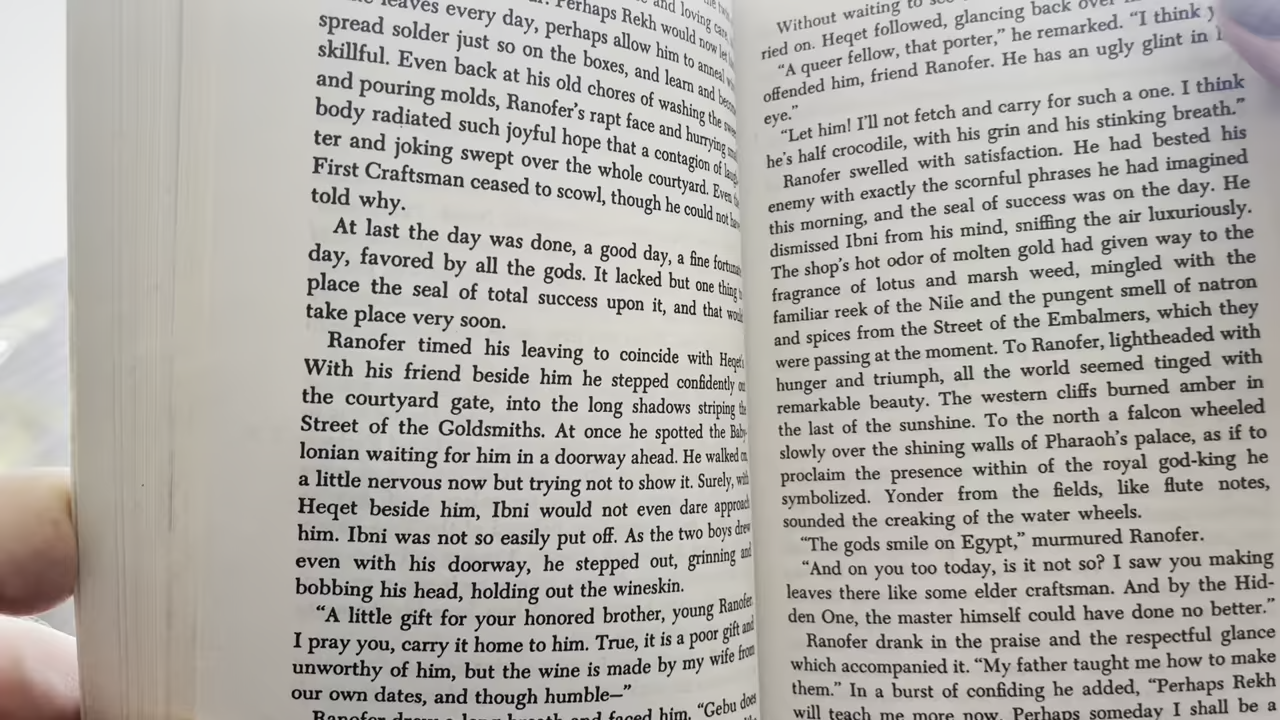 and loving care,
leaves every day, perhaps Rekh would now let
spread solder just so on the boxes, and learn and
skillful. Even back at his old chores of washing the
and pouring molds, Ranofer's rapt face and hurrying
body radiated such joyful hope that a contagion of
ter and joking swept over the whole courtyard. Even
First Craftsman ceased to scowl, though he could not
told why.
At last the day was done, a good day, a fine
day, favored by all the gods. It lacked but one thing
place the seal of total success upon it, and that
take place very soon.
Ranofer timed his leaving to coincide with Heqet's
With his friend beside him he stepped confidently
the courtyard gate, into the long shadows striping
Street of the Goldsmiths. At once he spotted the Baby-
lonian waiting for him in a doorway ahead. He walked on,
a little nervous now but trying not to show it. Surely, with
Heqet beside him, Ibni would not even dare approach
him. Ibni was not so easily put off. As the two boys drew
even with his doorway, he stepped out, grinning and
bobbing his head, holding out the wineskin.
"A little gift for your honored brother, young Ranofer.
I pray you, carry it home to him. True, it is a poor gift and
unworthy of him, but the wine is made by my wife from
our own dates, and though humble—"
Ranofer drew a long breath and faced him. "Gebu does
Without waiting to
ried on. Heqet followed, glancing back over
"A queer fellow, that porter," he remarked. "I think
offended him, friend Ranofer. He has an ugly glint in
eye."
"Let him! I'll not fetch and carry for such a one. I think
he's half crocodile, with his grin and his stinking breath."
Ranofer swelled with satisfaction. He had bested his
enemy with exactly the scornful phrases he had imagined
this morning, and the seal of success was on the day. He
dismissed Ibni from his mind, sniffing the air luxuriously.
The shop's hot odor of molten gold had given way to the
fragrance of lotus and marsh weed, mingled with the
familiar reek of the Nile and the pungent smell of natron
and spices from the Street of the Embalmers, which they
were passing at the moment. To Ranofer, lightheaded with
hunger and triumph, all the world seemed tinged with
remarkable beauty. The western cliffs burned amber in
the last of the sunshine. To the north a falcon wheeled
slowly over the shining walls of Pharaoh's palace, as if to
proclaim the presence within of the royal god-king he
symbolized. Yonder from the fields, like flute notes,
sounded the creaking of the water wheels.
"The gods smile on Egypt," murmured Ranofer.
"And on you too today, is it not so? I saw you making
leaves there like some elder craftsman. And by the Hid-
den One, the master himself could have done no better."
Ranofer drank in the praise and the respectful glance
which accompanied it. "My father taught me how to make
them." In a burst of confiding he added, "Perhaps Rekh
will teach me more now. Perhaps someday I shall be a